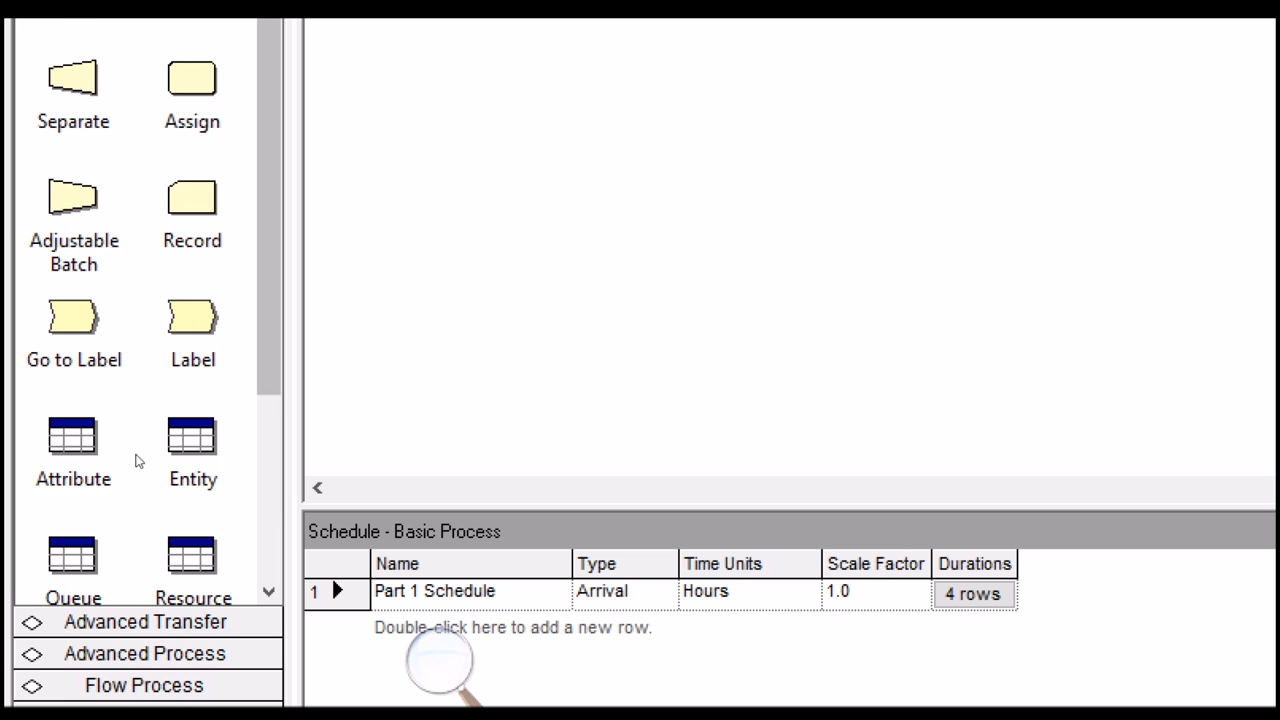 Separate
Assign
Adjustable
Batch
Record
Go to Label
Label
Attribute
Entity
Queue
Resource
Advanced Transfer
Advanced Process
Flow Process
Schedule - Basic Process
Name Type Time Units Scale Factor Durations
1 Part 1 Schedule Arrival Hours 1.0 4 rows
Double-click here to add a new row.